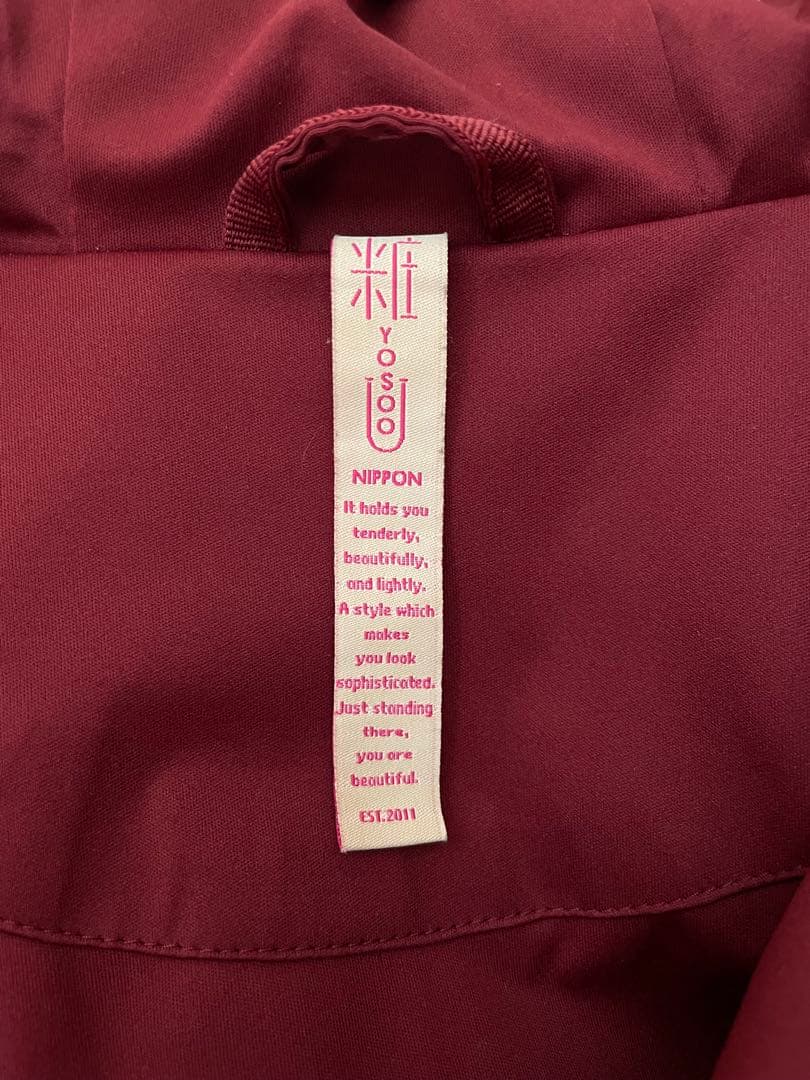 粧
YOSOO
NIPPON
It holds you
tenderly,
beautifully,
and lightly.
A style which
makes
you look
sophisticated.
Just standing
there,
you are
beautiful.
EST.2011